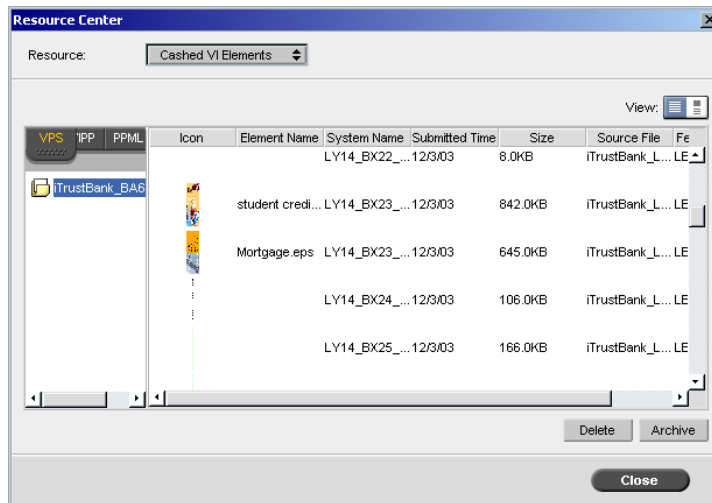 Resource Center
Resource: Cashed VI Elements
View:
VPS IPP PPML
Icon Element Name System Name Submitted Time Size Source File Fe
LY14_BX22_... 12/3/03 8.0KB iTrustBank_L... LE
iTrustBank_BA6
student credi... LY14_BX23_... 12/3/03 842.0KB iTrustBank_L... LE
Mortgage.eps LY14_BX23_... 12/3/03 645.0KB iTrustBank_L... LE
LY14_BX24_... 12/3/03 106.0KB iTrustBank_L... LE
LY14_BX25_... 12/3/03 166.0KB iTrustBank_L... LE
Delete Archive
Close